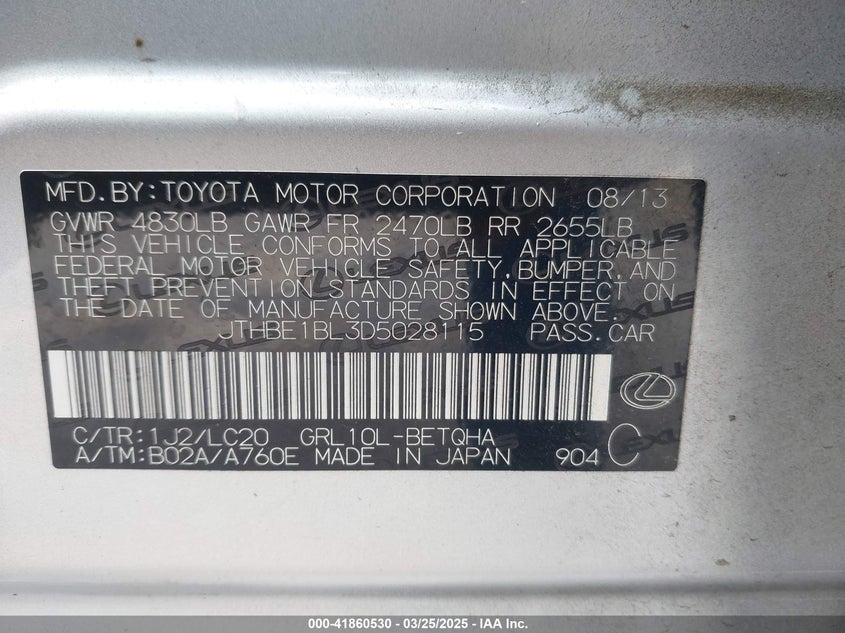 MFD.BY:TOYOTA MOTOR CORPORATION 08/13
GVWR 4830LB GAWR FR 2470LB RR 2655LB
THIS VEHICLE CONFORMS TO ALL APPLICABLE
FEDERAL MOTOR VEHICLE SAFETY,BUMPER,AND
THEFT PREVENTION STANDARDS IN EFFECT ON
THE DATE OF MANUFACTURE SHOWN ABOVE.
JTHBE1BL3D5028115 PASS.CAR
C/TR:1J2/LC20 GRL10L-BETQHA
A/TM:B02A/A760E MADE IN JAPAN 904 C
000-41860530 - 03/25/2025 - IAA Inc.